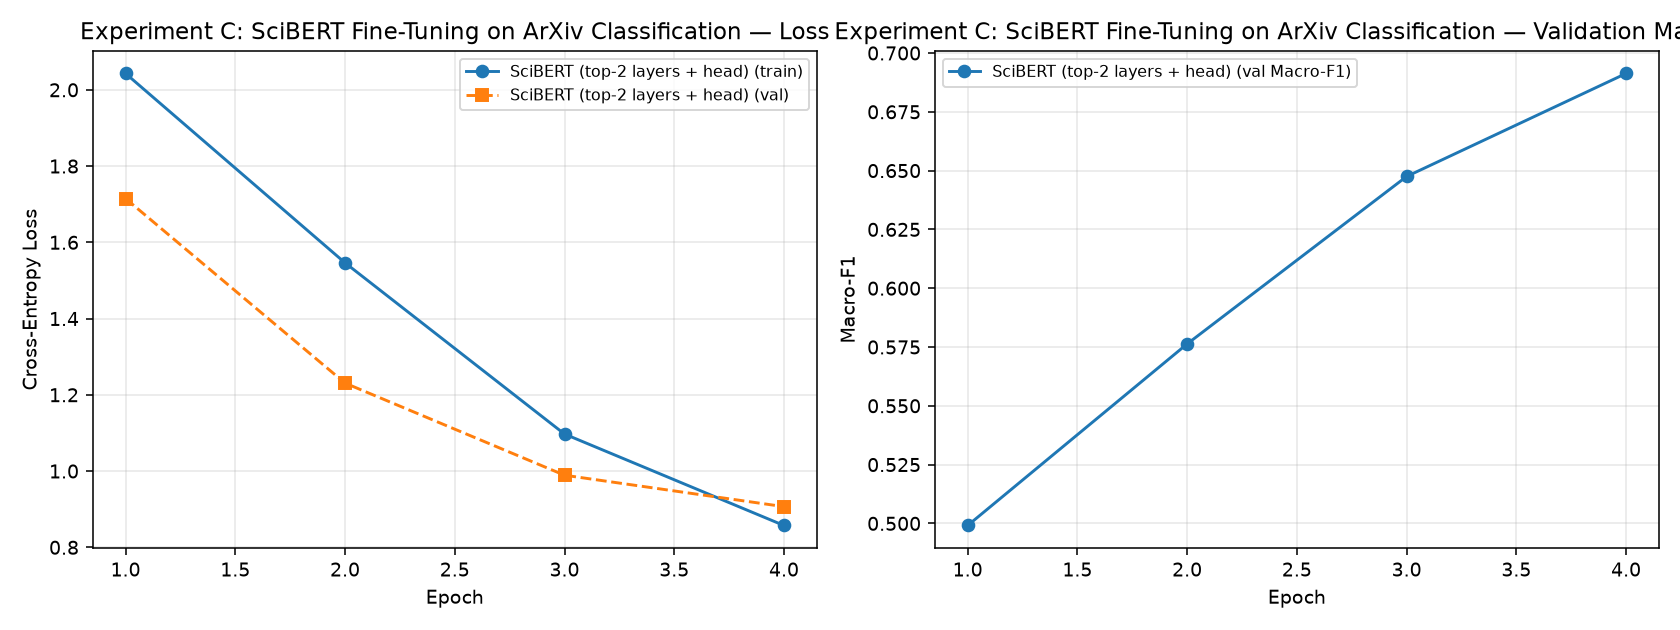 Experiment C: SciBERT Fine-Tuning on ArXiv Classification — Loss
SciBERT (top-2 layers + head) (train)
SciBERT (top-2 layers + head) (val)
Cross-Entropy Loss
2.0
1.8
1.6
1.4
1.2
1.0
0.8
1.0 1.5 2.0 2.5 3.0 3.5 4.0
Epoch
Experiment C: SciBERT Fine-Tuning on ArXiv Classification — Validation Ma
SciBERT (top-2 layers + head) (val Macro-F1)
Macro-F1
0.700
0.675
0.650
0.625
0.600
0.575
0.550
0.525
0.500
1.0 1.5 2.0 2.5 3.0 3.5 4.0
Epoch